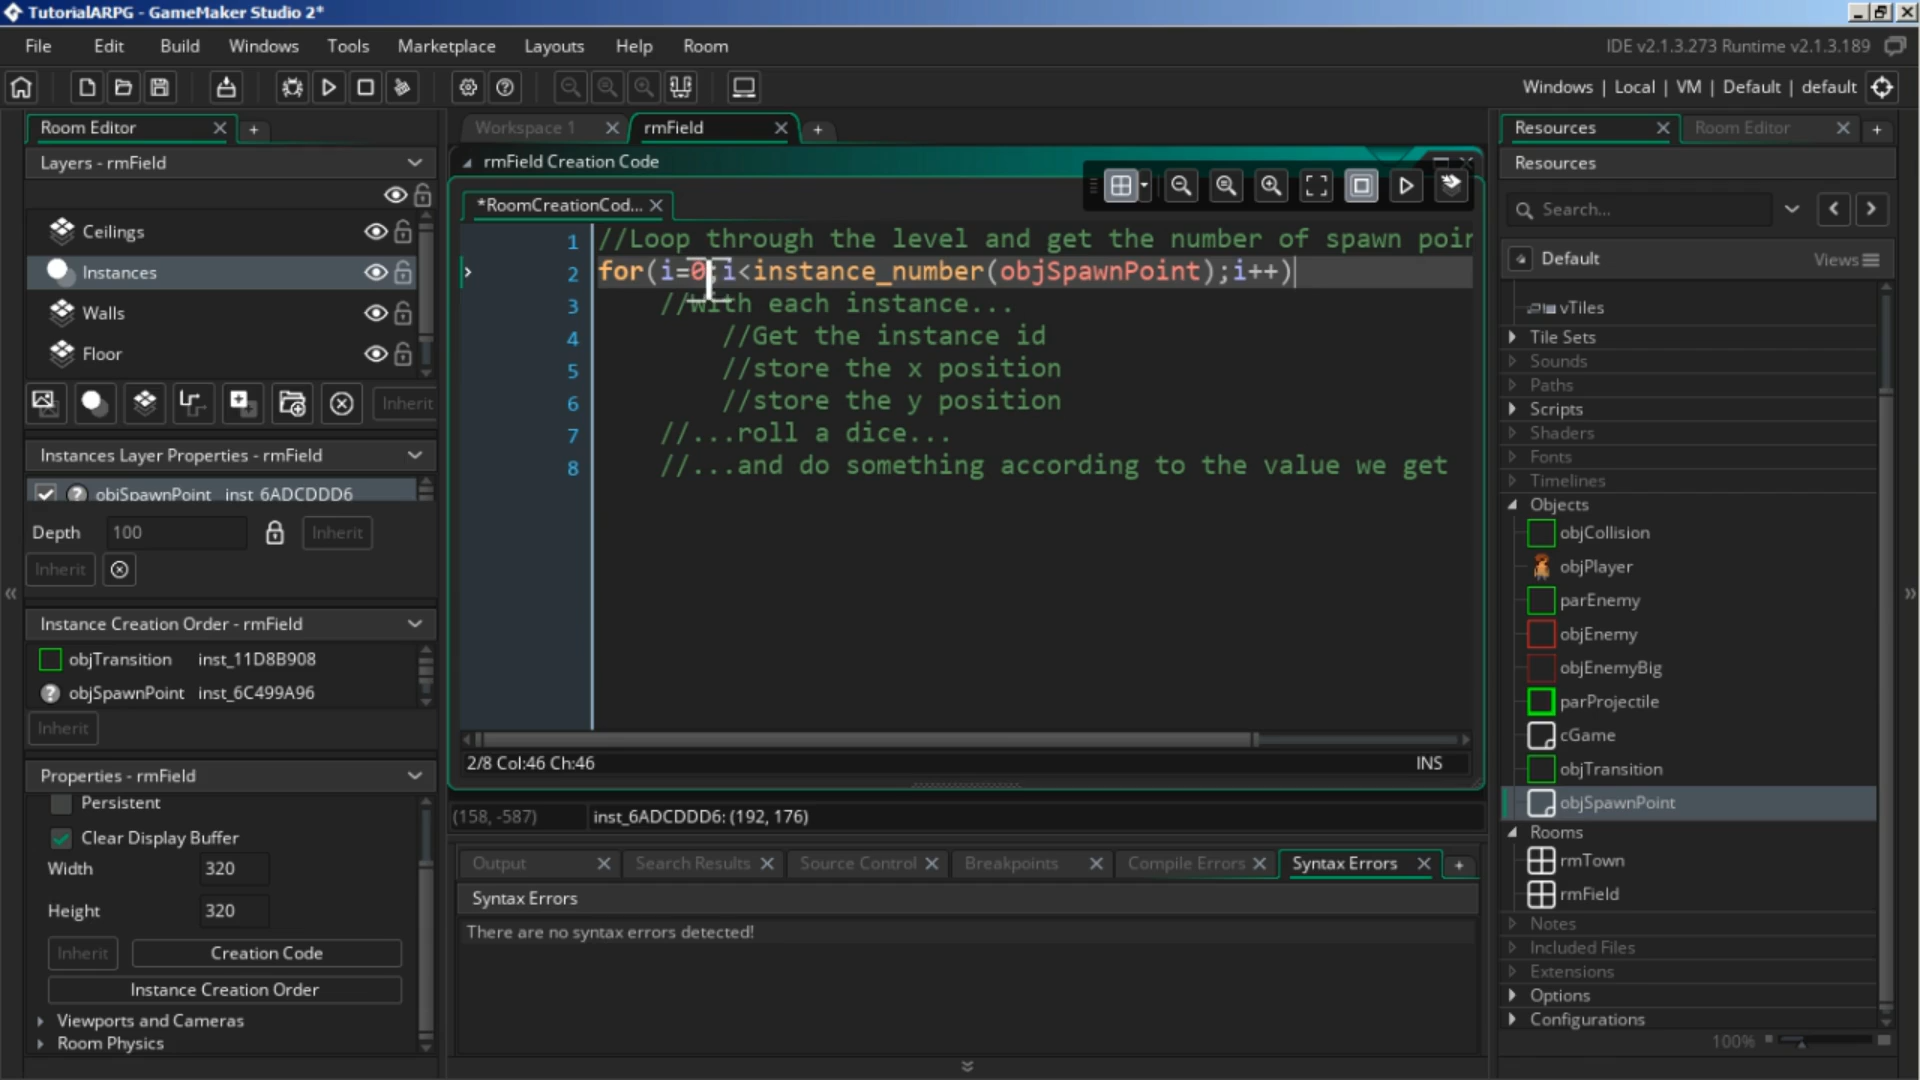 TutorialARPG - GameMaker Studio 2*
File Edit Build Windows Tools Marketplace Layouts Help Room
IDE v2.1.3.273 Runtime v2.1.3.189
Windows | Local | VM | Default | default
Room Editor
Layers - rmField
Ceilings
Instances
Walls
Floor
Inherit
Instances Layer Properties - rmField
objSpawnPoint inst_6ADCDDD6
Depth 100 Inherit
Inherit
Instance Creation Order - rmField
objTransition inst_11D8B908
objSpawnPoint inst_6C499A96
Inherit
Properties - rmField
Persistent
Clear Display Buffer
Width 320
Height 320
Inherit Creation Code
Instance Creation Order
Viewports and Cameras
Room Physics
Workspace 1 rmField
rmField Creation Code
*RoomCreationCod...
1 //Loop through the level and get the number of spawn poin
2 for(i=0;i<instance_number(objSpawnPoint);i++)
3 //With each instance...
4 //Get the instance id
5 //store the x position
6 //store the y position
7 //...roll a dice...
8 //...and do something according to the value we get
2/8 Col:46 Ch:46 INS
(158, -587) inst_6ADCDDD6: (192, 176)
Output Search Results Source Control Breakpoints Compile Errors Syntax Errors
Syntax Errors
There are no syntax errors detected!
Resources Room Editor
Resources
Search...
Default Views
vTiles
Tile Sets
Sounds
Paths
Scripts
Shaders
Fonts
Timelines
Objects
objCollision
objPlayer
parEnemy
objEnemy
objEnemyBig
parProjectile
cGame
objTransition
objSpawnPoint
Rooms
rmTown
rmField
Notes
Included Files
Extensions
Options
Configurations
100%